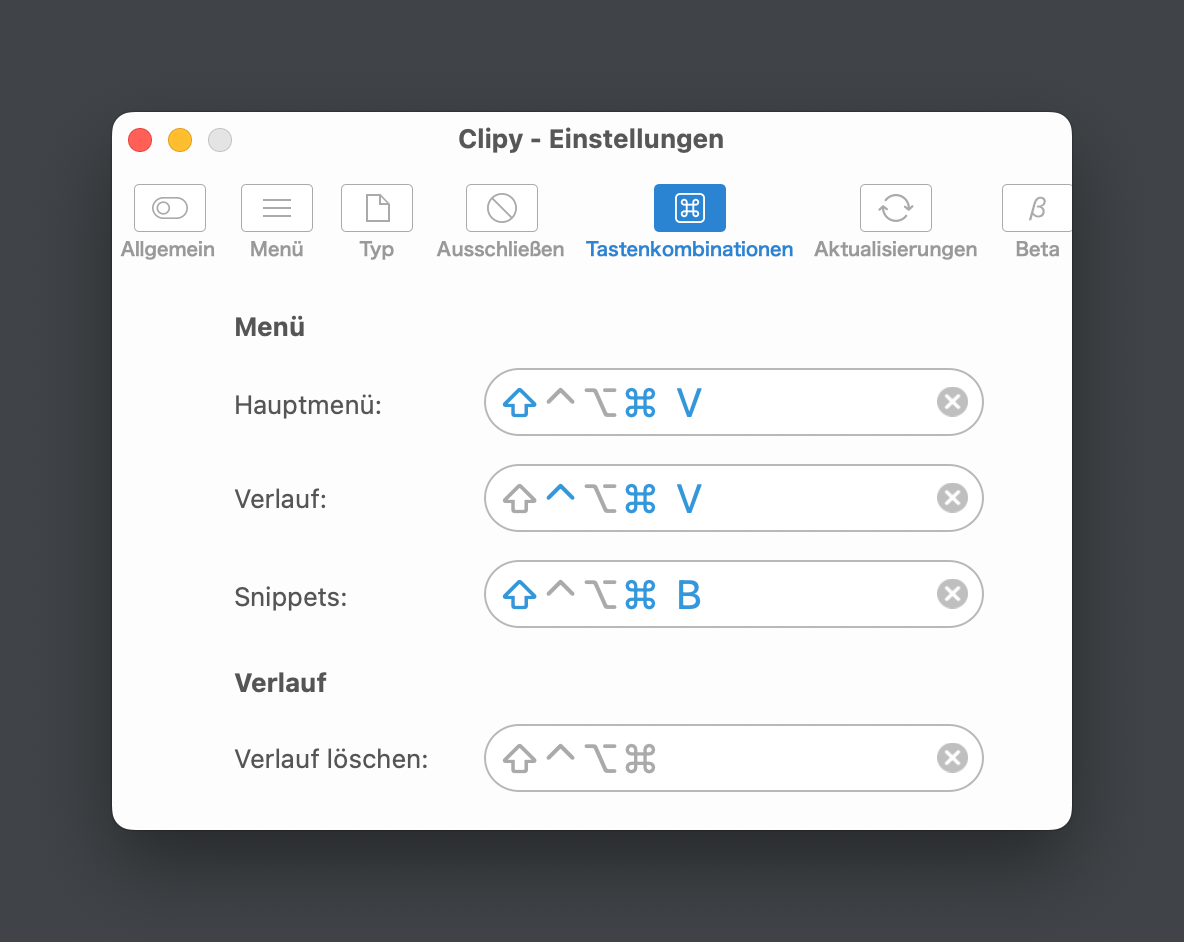 Clipy - Einstellungen
Allgemein Menü Typ Ausschließen Tastenkombinationen Aktualisierungen β Beta
Menü
Hauptmenü: ⇧⌃⌥⌘ V
Verlauf: ⇧⌃⌥⌘ V
Snippets: ⇧⌃⌥⌘ B
Verlauf
Verlauf löschen: ⇧⌃⌥⌘